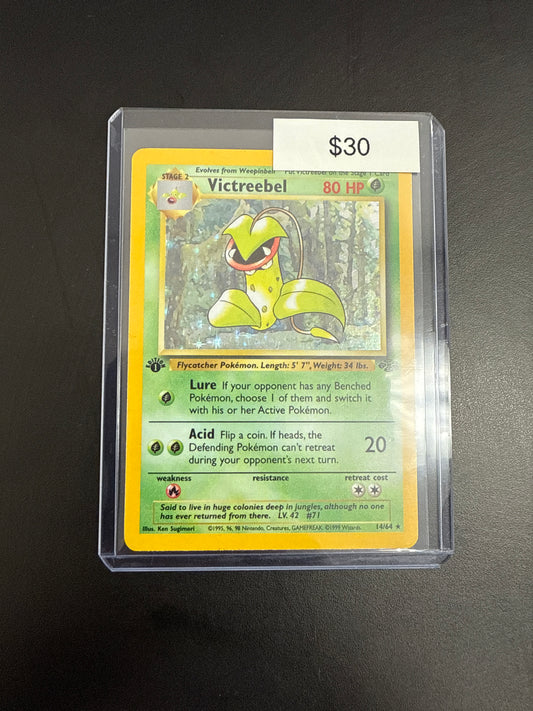 $30
Evolves from Weepinbell Put Victreebel on the Stage 1 Card
STAGE 2
Victreebel 80 HP
Flycatcher Pokémon. Length: 5' 7", Weight: 34 lbs.
EDITION
1
Lure If your opponent has any Benched
Pokémon, choose 1 of them and switch it
with his or her Active Pokémon.
Acid Flip a coin. If heads, the
Defending Pokémon can't retreat
during your opponent's next turn.
20
weakness resistance retreat cost
Said to live in huge colonies deep in jungles, although no one
has ever returned from there. LV. 42 #71
Illus. Ken Sugimori ©1995, 96, 98 Nintendo, Creatures, GAMEFREAK. ©1999 Wizards. 14/64 ★